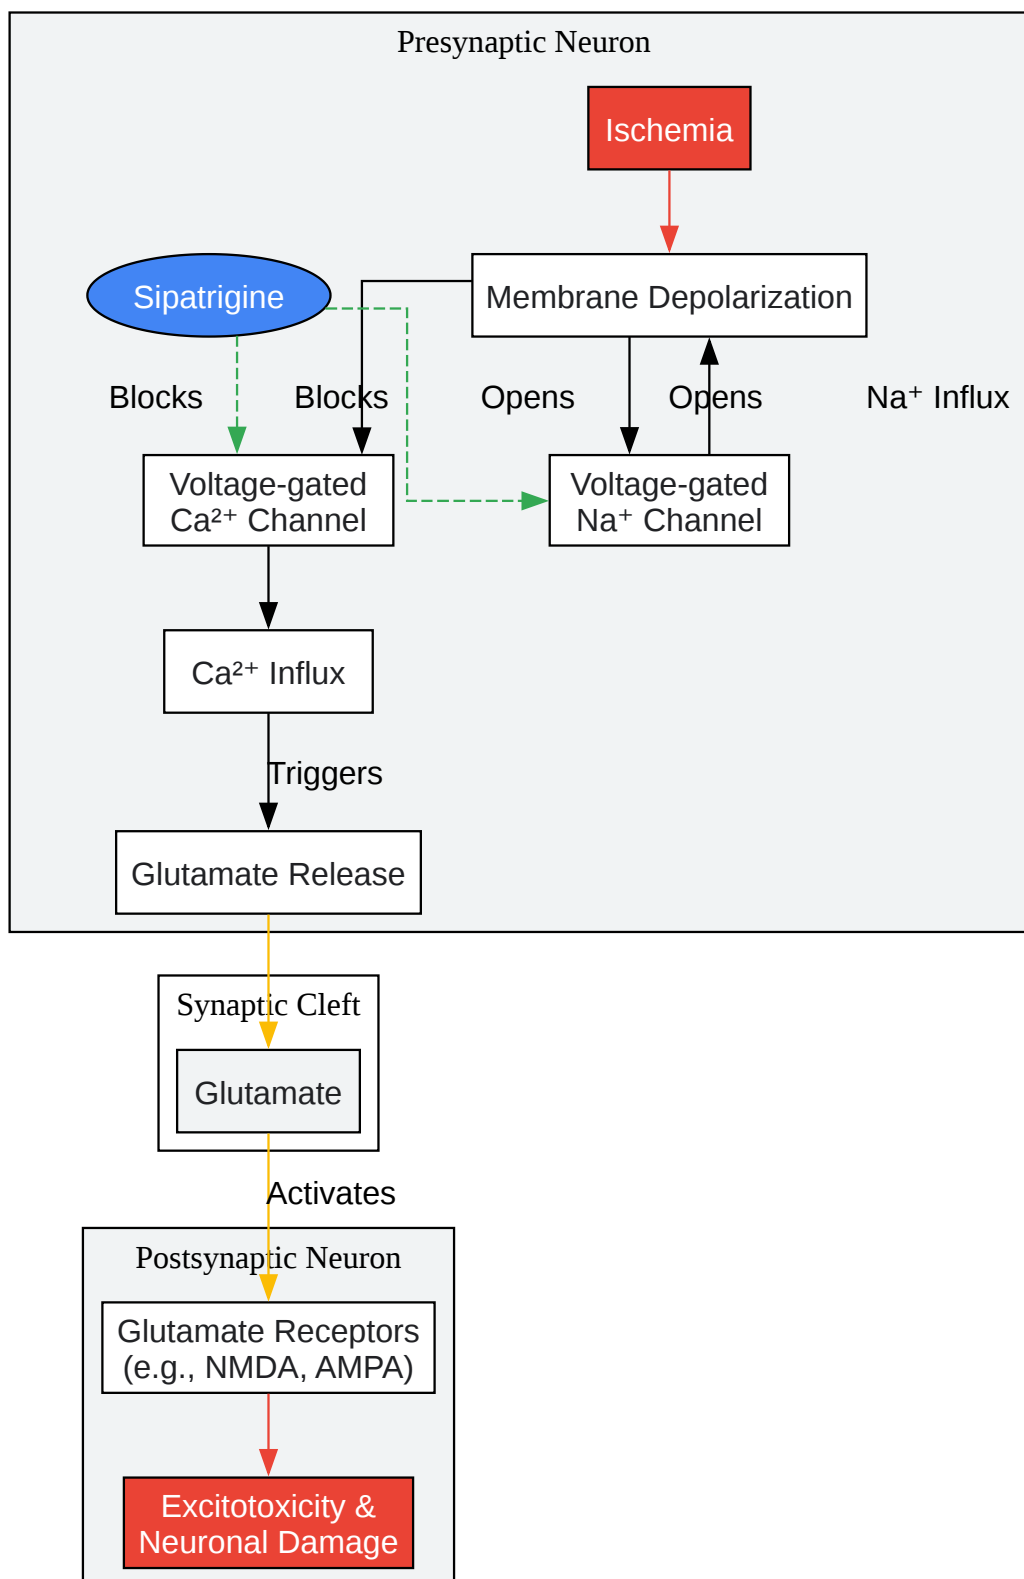 Presynaptic Neuron
Ischemia
Sipatrigine
Membrane Depolarization
Blocks
Blocks
Opens
Opens
Na⁺ Influx
Voltage-gated
Ca²⁺ Channel
Voltage-gated
Na⁺ Channel
Ca²⁺ Influx
Triggers
Glutamate Release
Synaptic Cleft
Glutamate
Activates
Postsynaptic Neuron
Glutamate Receptors
(e.g., NMDA, AMPA)
Excitotoxicity &
Neuronal Damage